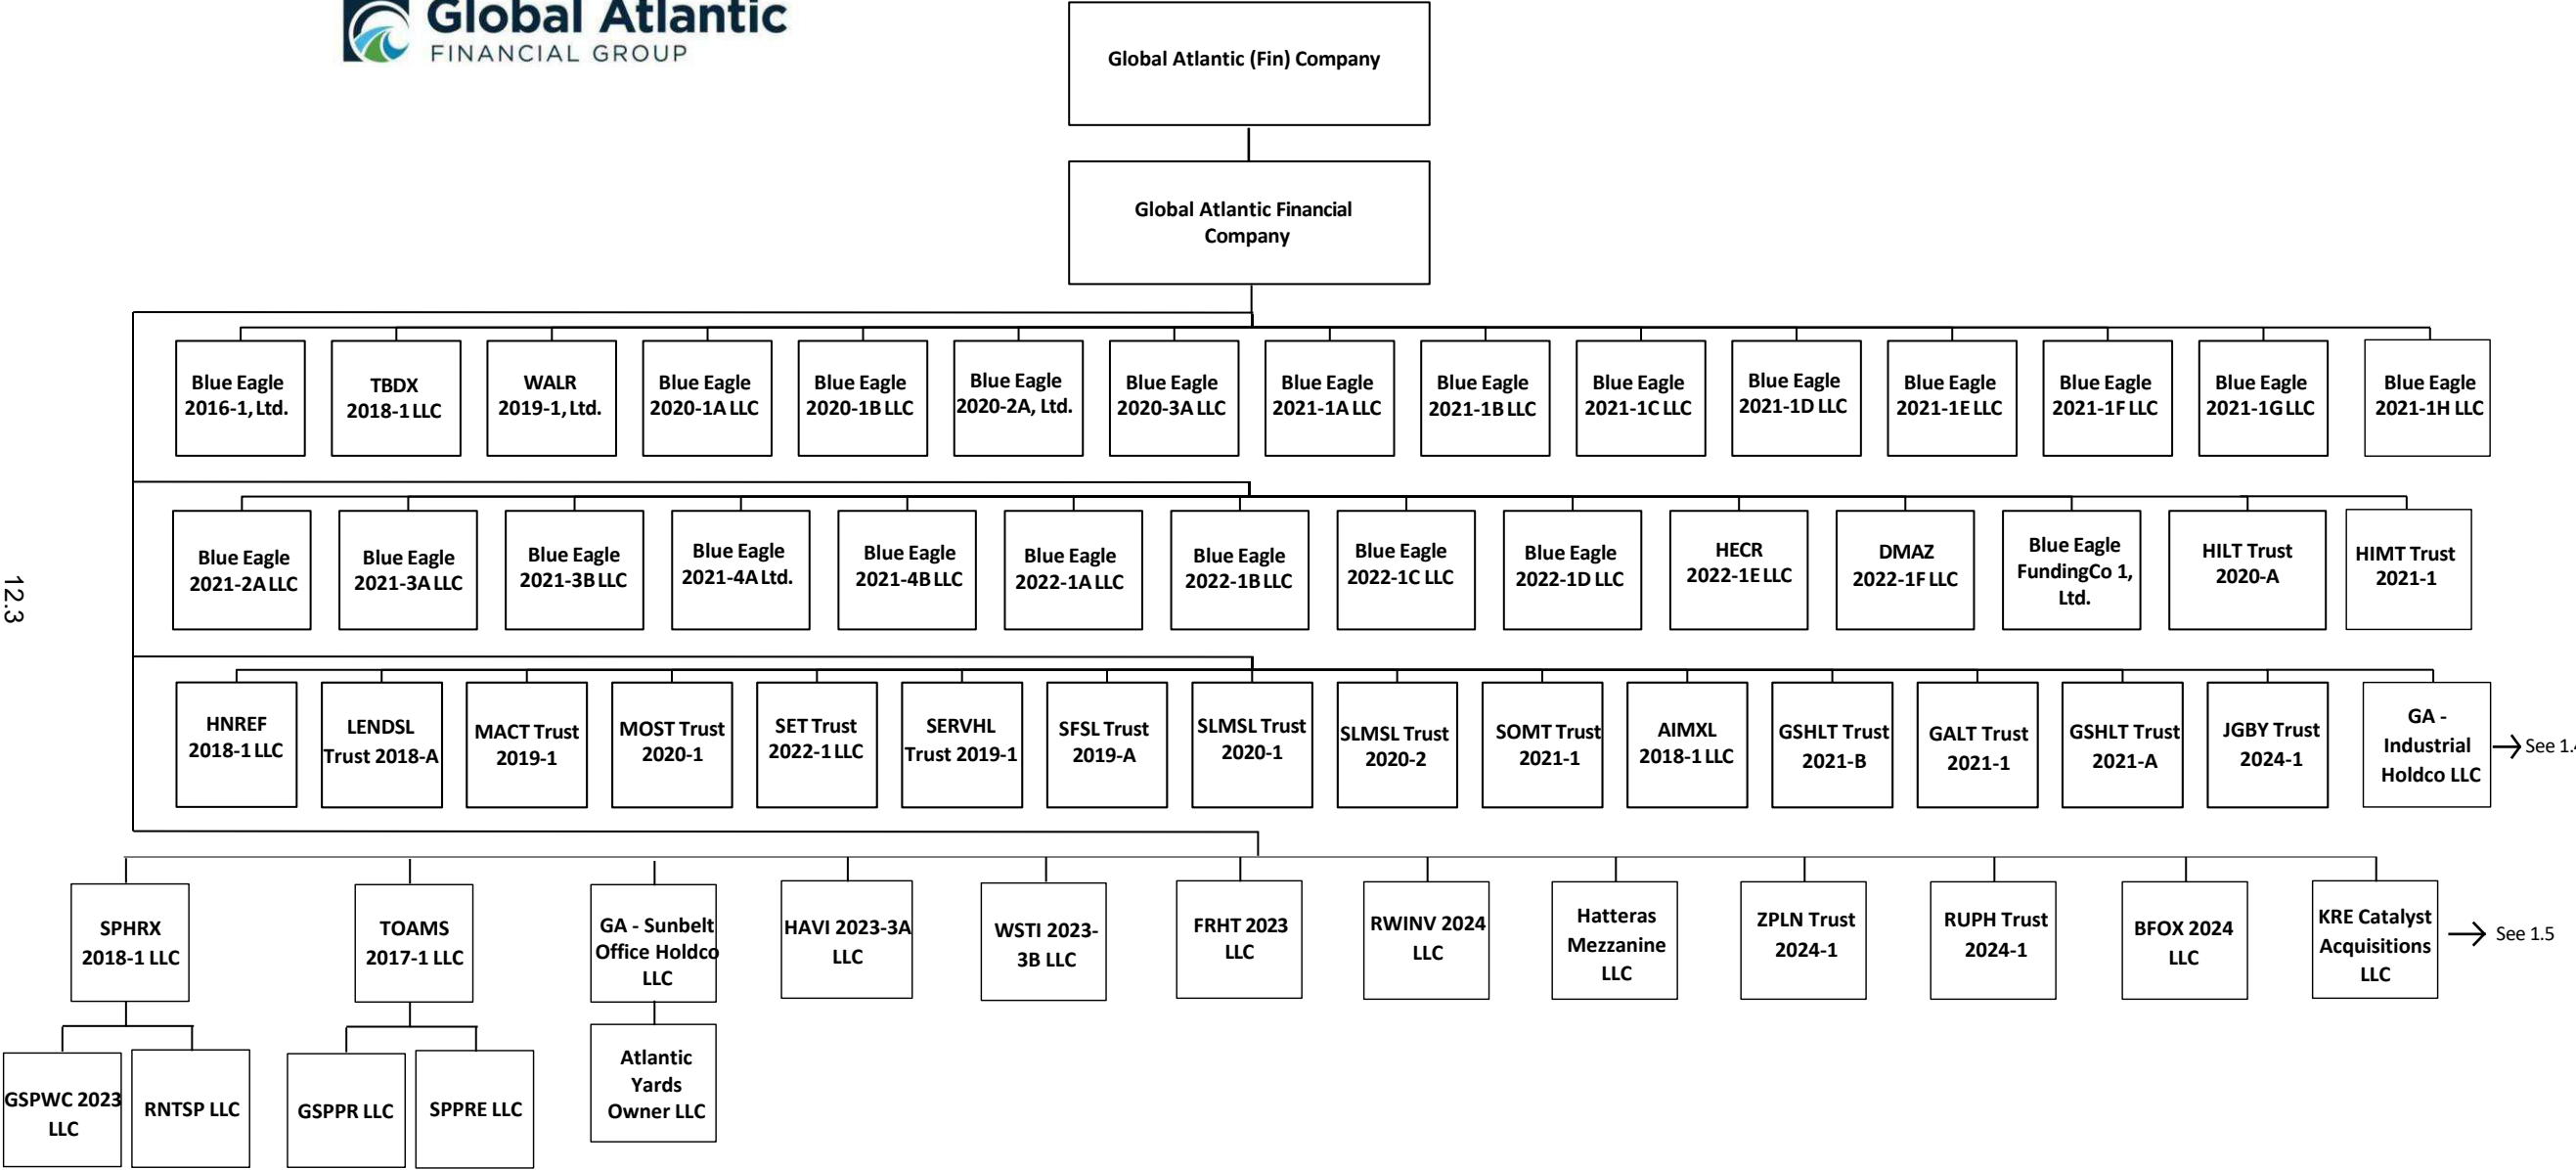 Global Atlantic
FINANCIAL GROUP
Global Atlantic (Fin) Company
Global Atlantic Financial
Company
Blue Eagle
2016-1, Ltd.
TBDX
2018-1 LLC
WALR
2019-1, Ltd.
Blue Eagle
2020-1A LLC
Blue Eagle
2020-1B LLC
Blue Eagle
2020-2A, Ltd.
Blue Eagle
2020-3A LLC
Blue Eagle
2021-1A LLC
Blue Eagle
2021-1B LLC
Blue Eagle
2021-1C LLC
Blue Eagle
2021-1D LLC
Blue Eagle
2021-1E LLC
Blue Eagle
2021-1F LLC
Blue Eagle
2021-1G LLC
Blue Eagle
2021-1H LLC
Blue Eagle
2021-2A LLC
Blue Eagle
2021-3A LLC
Blue Eagle
2021-3B LLC
Blue Eagle
2021-4A Ltd.
Blue Eagle
2021-4B LLC
Blue Eagle
2022-1A LLC
Blue Eagle
2022-1B LLC
Blue Eagle
2022-1C LLC
Blue Eagle
2022-1D LLC
HECR
2022-1E LLC
DMAZ
2022-1F LLC
Blue Eagle
FundingCo 1,
Ltd.
HILT Trust
2020-A
HIMT Trust
2021-1
12.3
HNREF
2018-1 LLC
LENDSL
Trust 2018-A
MACT Trust
2019-1
MOST Trust
2020-1
SET Trust
2022-1 LLC
SERVHL
Trust 2019-1
SFSL Trust
2019-A
SLMSL Trust
2020-1
SLMSL Trust
2020-2
SOMT Trust
2021-1
AIMXL
2018-1 LLC
GSHLT Trust
2021-B
GALT Trust
2021-1
GSHLT Trust
2021-A
JGBY Trust
2024-1
GA -
Industrial
Holdco LLC
See 1.4
SPHRX
2018-1 LLC
TOAMS
2017-1 LLC
GA - Sunbelt
Office Holdco
LLC
HAVI 2023-3A
LLC
WSTI 2023-
3B LLC
FRHT 2023
LLC
RWINV 2024
LLC
Hatteras
Mezzanine
LLC
ZPLN Trust
2024-1
RUPH Trust
2024-1
BFOX 2024
LLC
KRE Catalyst
Acquisitions
LLC
See 1.5
GSPWC 2023
LLC
RNTSP LLC
GSPPR LLC
SPPRE LLC
Atlantic
Yards
Owner LLC